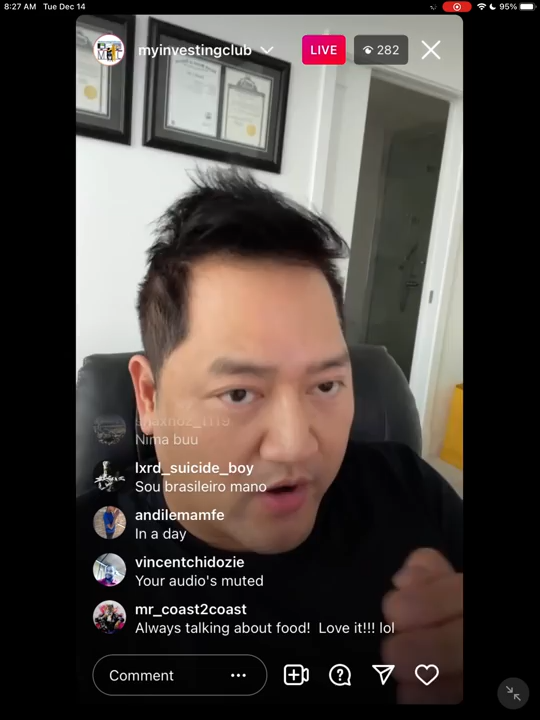 8:27 AM Tue Dec 14
95%
myinvestingclub
LIVE
282
Nima buu
lxrd_suicide_boy
Sou brasileiro mano
andilemamfe
In a day
vincentchidozie
Your audio's muted
mr_coast2coast
Always talking about food! Love it!!! lol
Comment